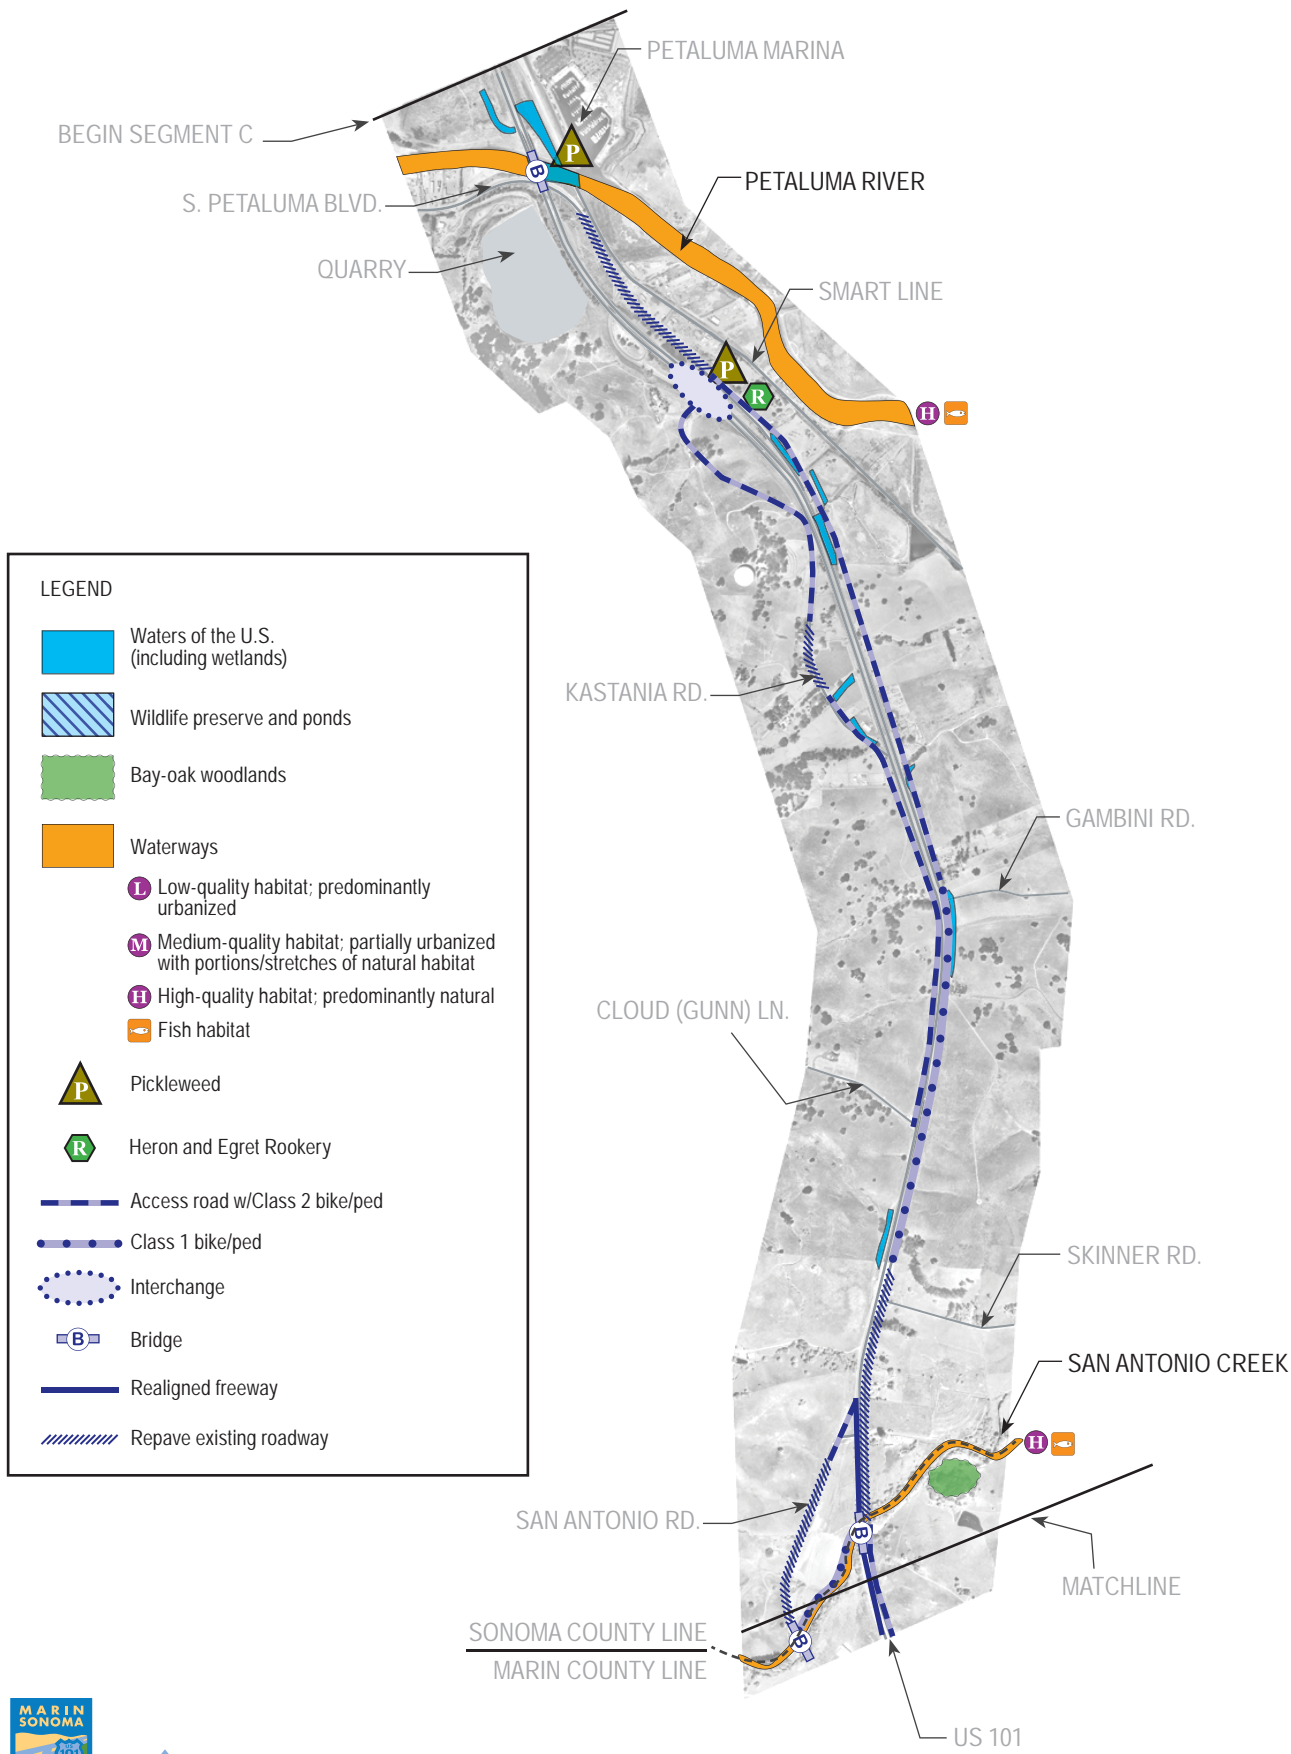 PETALUMA MARINA
BEGIN SEGMENT C
P
B
PETALUMA RIVER
S. PETALUMA BLVD.
QUARRY
SMART LINE
P
R
H
LEGEND
Waters of the U.S.
(including wetlands)
Wildlife preserve and ponds
Bay-oak woodlands
Waterways
L Low-quality habitat; predominantly
urbanized
M Medium-quality habitat; partially urbanized
with portions/stretches of natural habitat
H High-quality habitat; predominantly natural
Fish habitat
P Pickleweed
R Heron and Egret Rookery
Access road w/Class 2 bike/ped
Class 1 bike/ped
Interchange
B Bridge
Realigned freeway
Repave existing roadway
KASTANIA RD.
GAMBINI RD.
CLOUD (GUNN) LN.
SKINNER RD.
SAN ANTONIO CREEK
H
SAN ANTONIO RD.
B
MATCHLINE
SONOMA COUNTY LINE
B
MARIN COUNTY LINE
US 101
MARIN
SONOMA
101